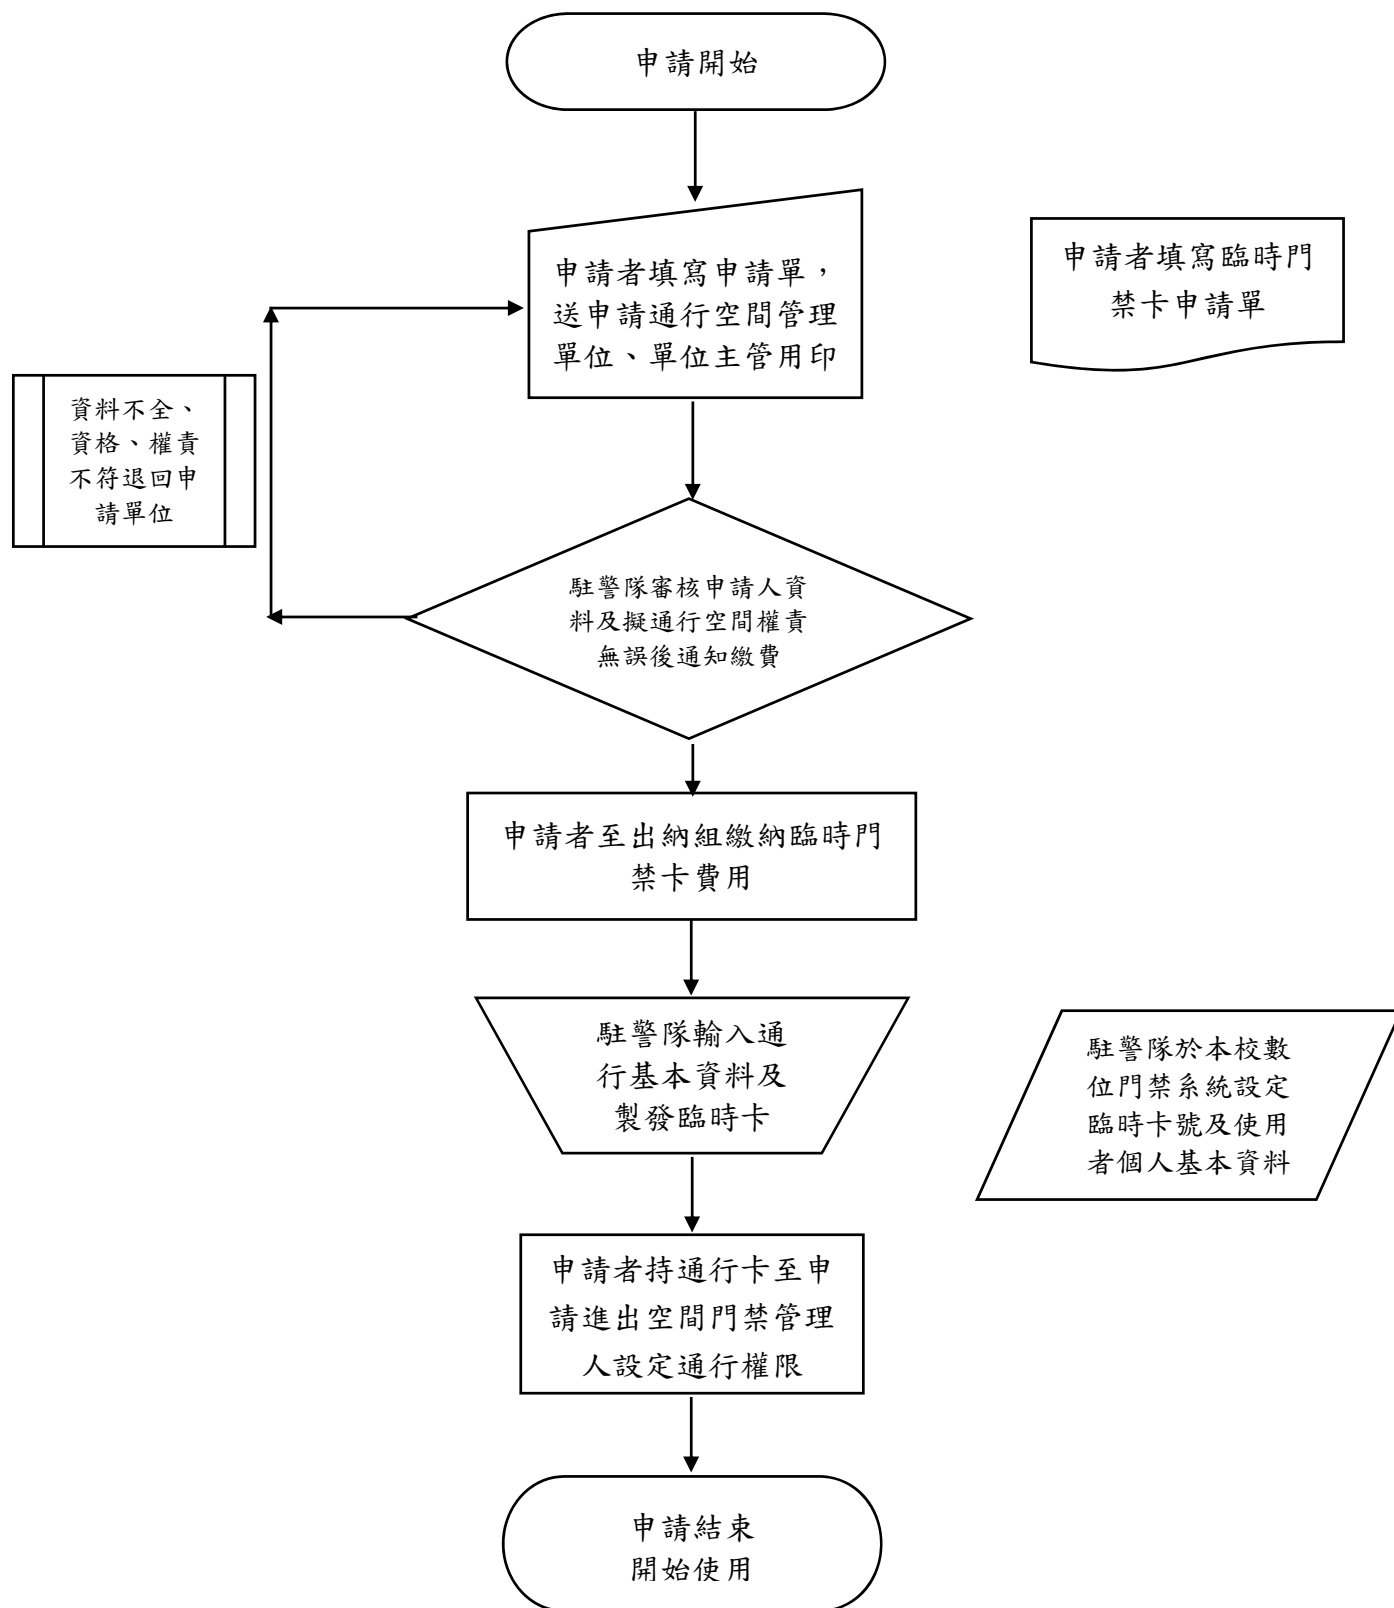 申請開始
申請者填寫申請單，
送申請通行空間管理
單位、單位主管用印
申請者填寫臨時門
禁卡申請單
資料不全、
資格、權責
不符退回申
請單位
駐警隊審核申請人資
料及擬通行空間權責
無誤後通知繳費
申請者至出納組繳納臨時門
禁卡費用
駐警隊輸入通
行基本資料及
製發臨時卡
駐警隊於本校數
位門禁系統設定
臨時卡號及使用
者個人基本資料
申請者持通行卡至申
請進出空間門禁管理
人設定通行權限
申請結束
開始使用